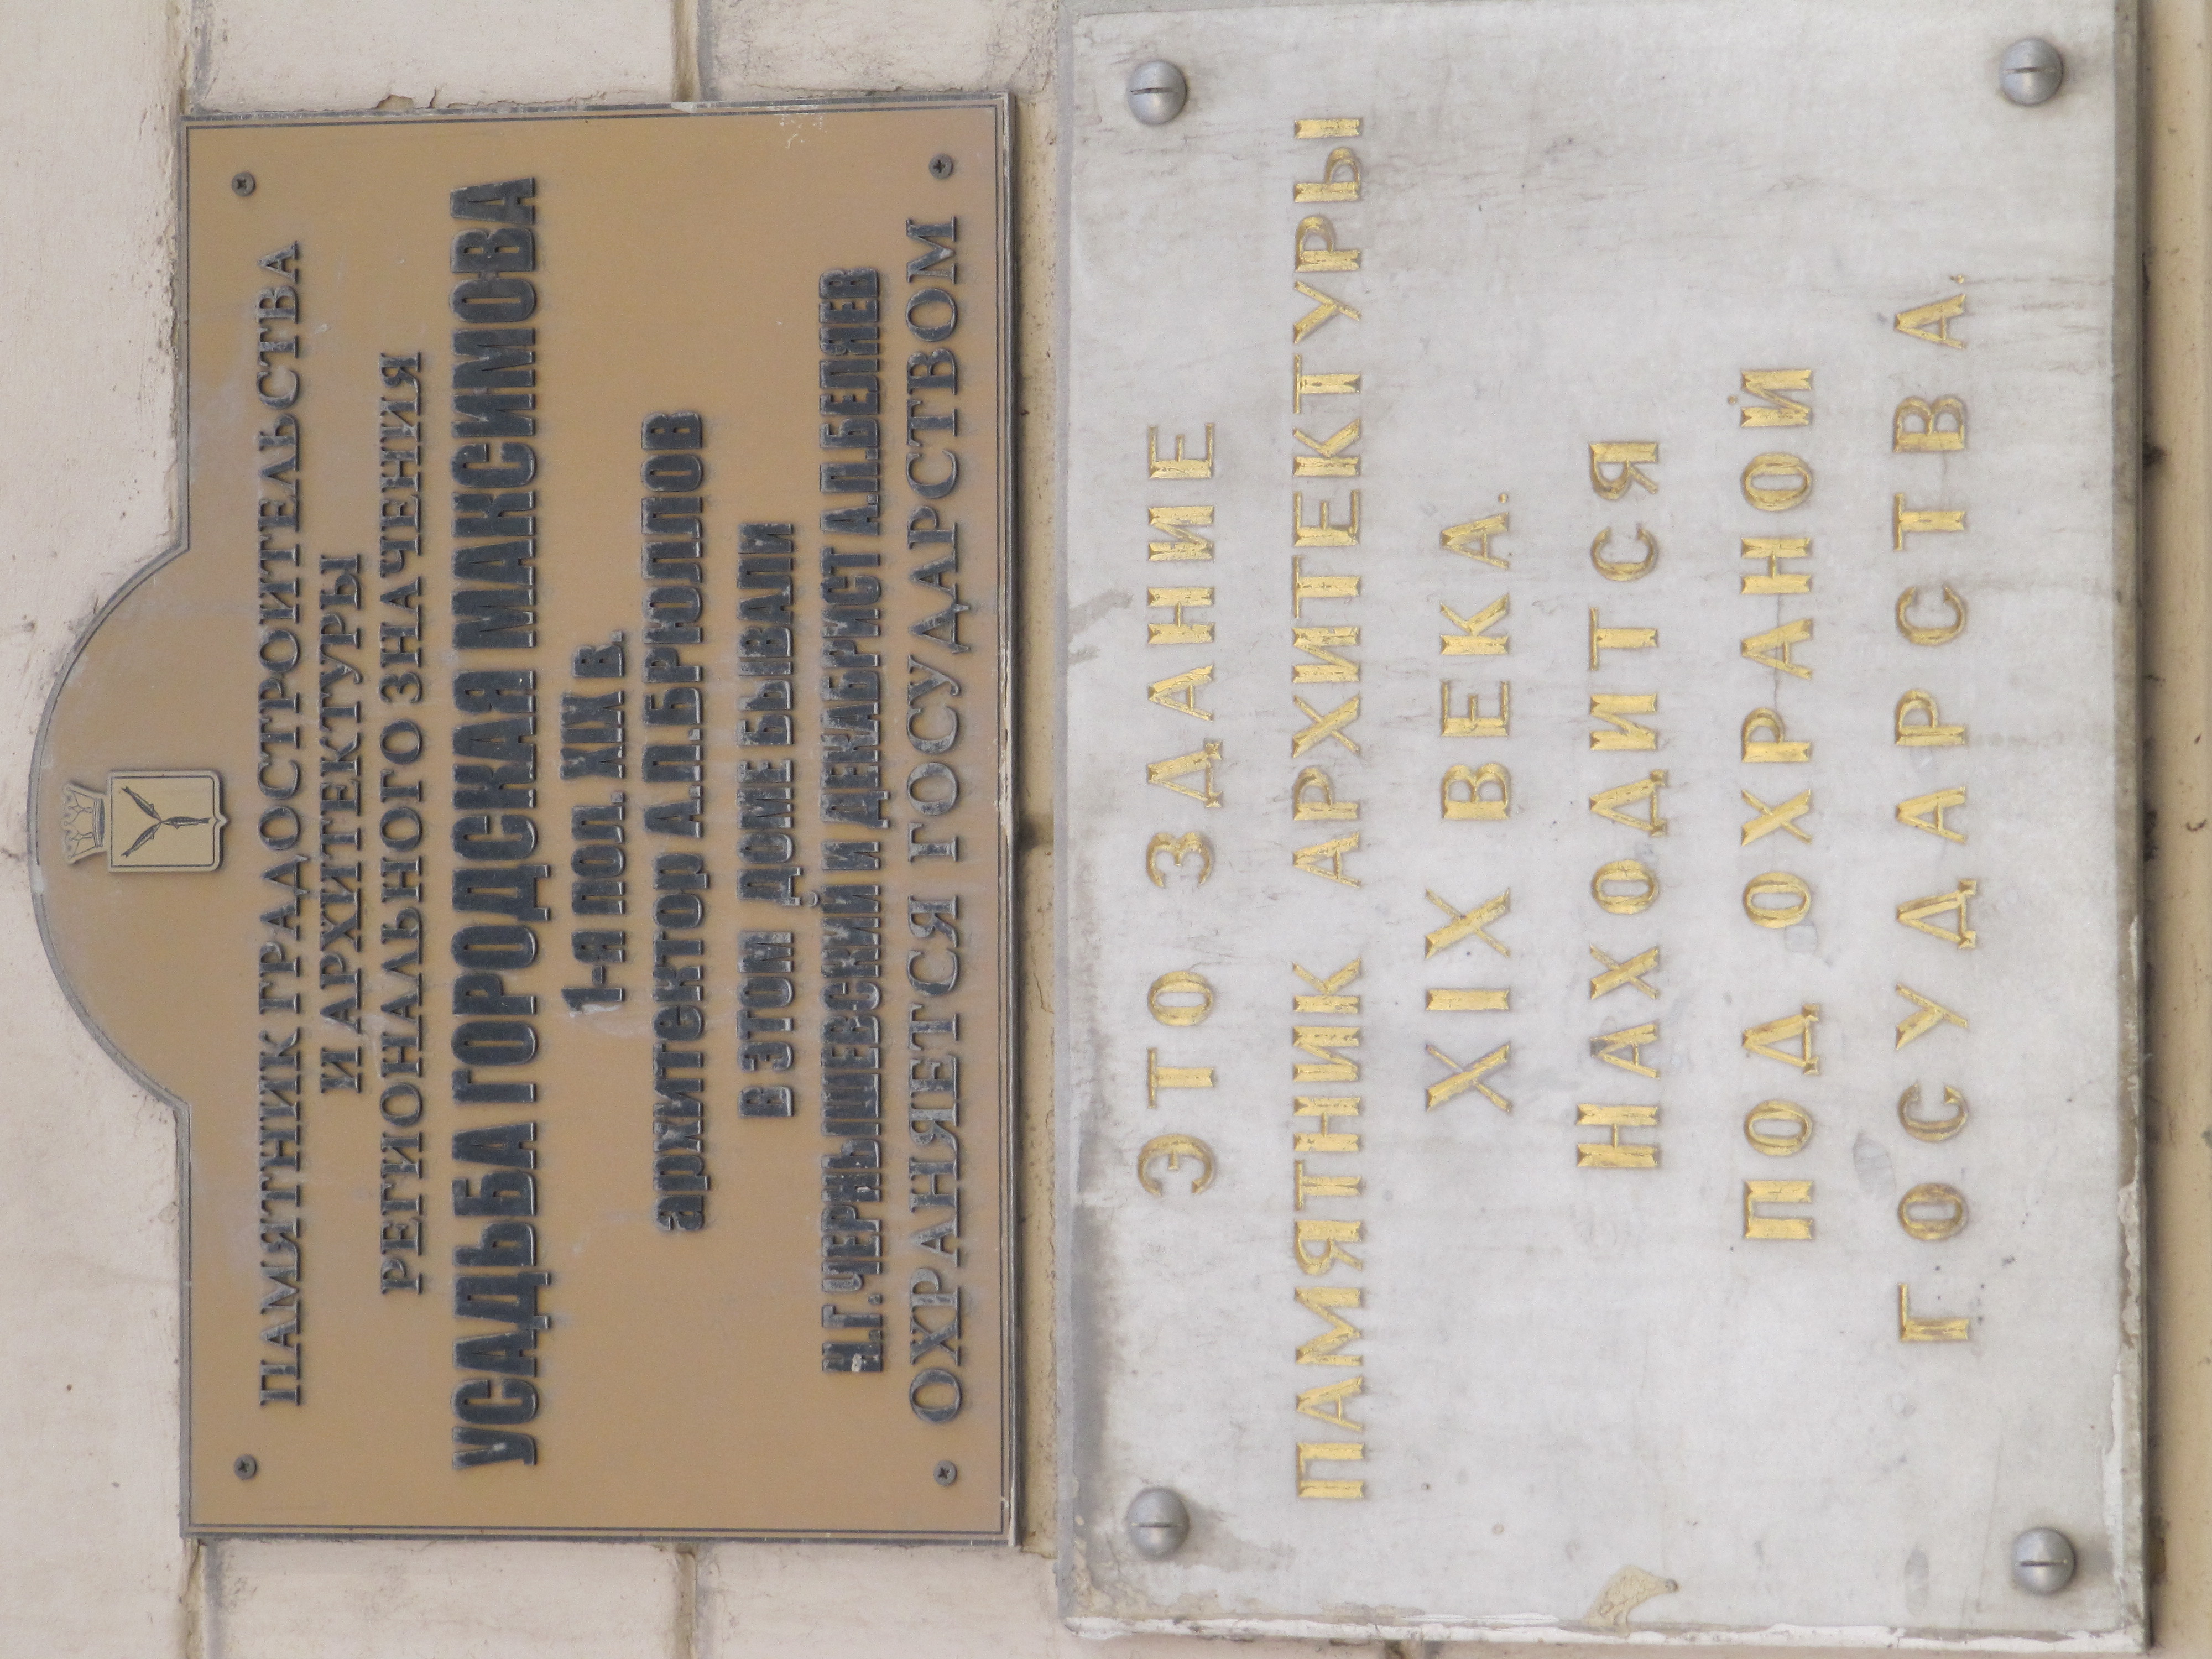 ПАМЯТНИК ГРАДОСТРОИТЕЛЬСТВА
И АРХИТЕКТУРЫ
РЕГИОНАЛЬНОГО ЗНАЧЕНИЯ
УСАДЬБА ГОРОДСКАЯ МАКСИМОВА
1-я пол. XIX в.
архитектор А.П.БРЮЛЛОВ
В ЭТОМ ДОМЕ БЫВАЛИ
Н.Г.ЧЕРНЫШЕВСКИЙ И ДЕКАБРИСТ А.П.БЕЛЯЕВ
ОХРАНЯЕТСЯ ГОСУДАРСТВОМ
ЭТО ЗДАНИЕ
ПАМЯТНИК АРХИТЕКТУРЫ
XIX ВЕКА.
НАХОДИТСЯ
ПОД ОХРАНОЙ
ГОСУДАРСТВА.